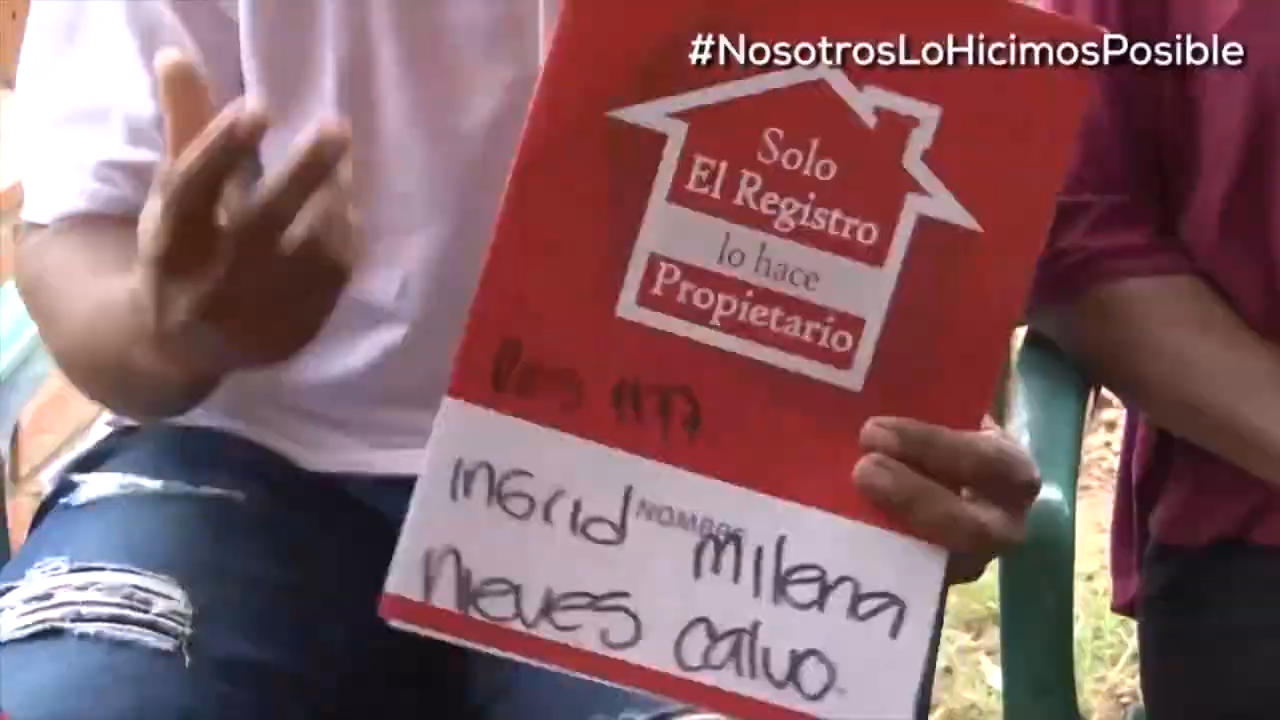 #NosotrosLoHicimosPosible
Solo
El Registro
lo hace
Propietario
NOMBRE
INGrid Milena
Nieves Calvo